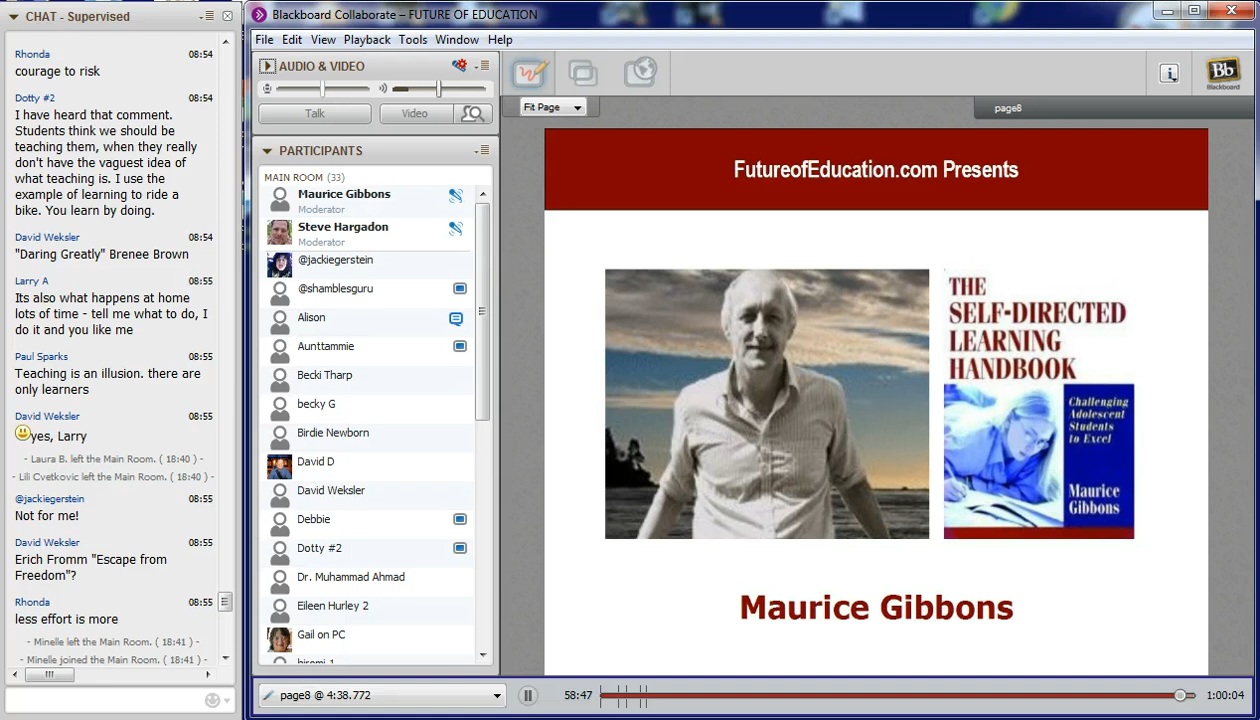 CHAT - Supervised
Rhonda 08:54
courage to risk
Dotty #2 08:54
I have heard that comment.
Students think we should be
teaching them, when they really
don't have the vaguest idea of
what teaching is. I use the
example of learning to ride a
bike. You learn by doing.
David Weksler 08:54
"Daring Greatly" Brenee Brown
Larry A 08:54
Its also what happens at home
lots of time - tell me what to do, I
do it and you like me
Paul Sparks 08:55
Teaching is an illusion. there are
only learners
David Weksler 08:55
yes, Larry
- Laura B. left the Main Room. ( 18:40 ) -
- Lili Cvetkovic left the Main Room. ( 18:40 ) -
@jackiegerstein 08:55
Not for me!
David Weksler 08:55
Erich Fromm "Escape from
Freedom"?
Rhonda 08:55
less effort is more
- Minelle left the Main Room. ( 18:41 ) -
- Minelle joined the Main Room. ( 18:41 ) -
Blackboard Collaborate – FUTURE OF EDUCATION
File Edit View Playback Tools Window Help
AUDIO & VIDEO
Talk Video
PARTICIPANTS
MAIN ROOM (33)
Maurice Gibbons
Moderator
Steve Hargadon
Moderator
@jackiegerstein
@shamblesguru
Alison
Aunttammie
Becki Tharp
becky G
Birdie Newborn
David D
David Weksler
Debbie
Dotty #2
Dr. Muhammad Ahmad
Eileen Hurley 2
Gail on PC
Bb
Blackboard
Fit Page
page8
FutureofEducation.com Presents
THE
SELF-DIRECTED
LEARNING
HANDBOOK
Challenging
Adolescent
Students
to Excel
Maurice
Gibbons
Maurice Gibbons
page8 @ 4:38.772
58:47
1:00:04